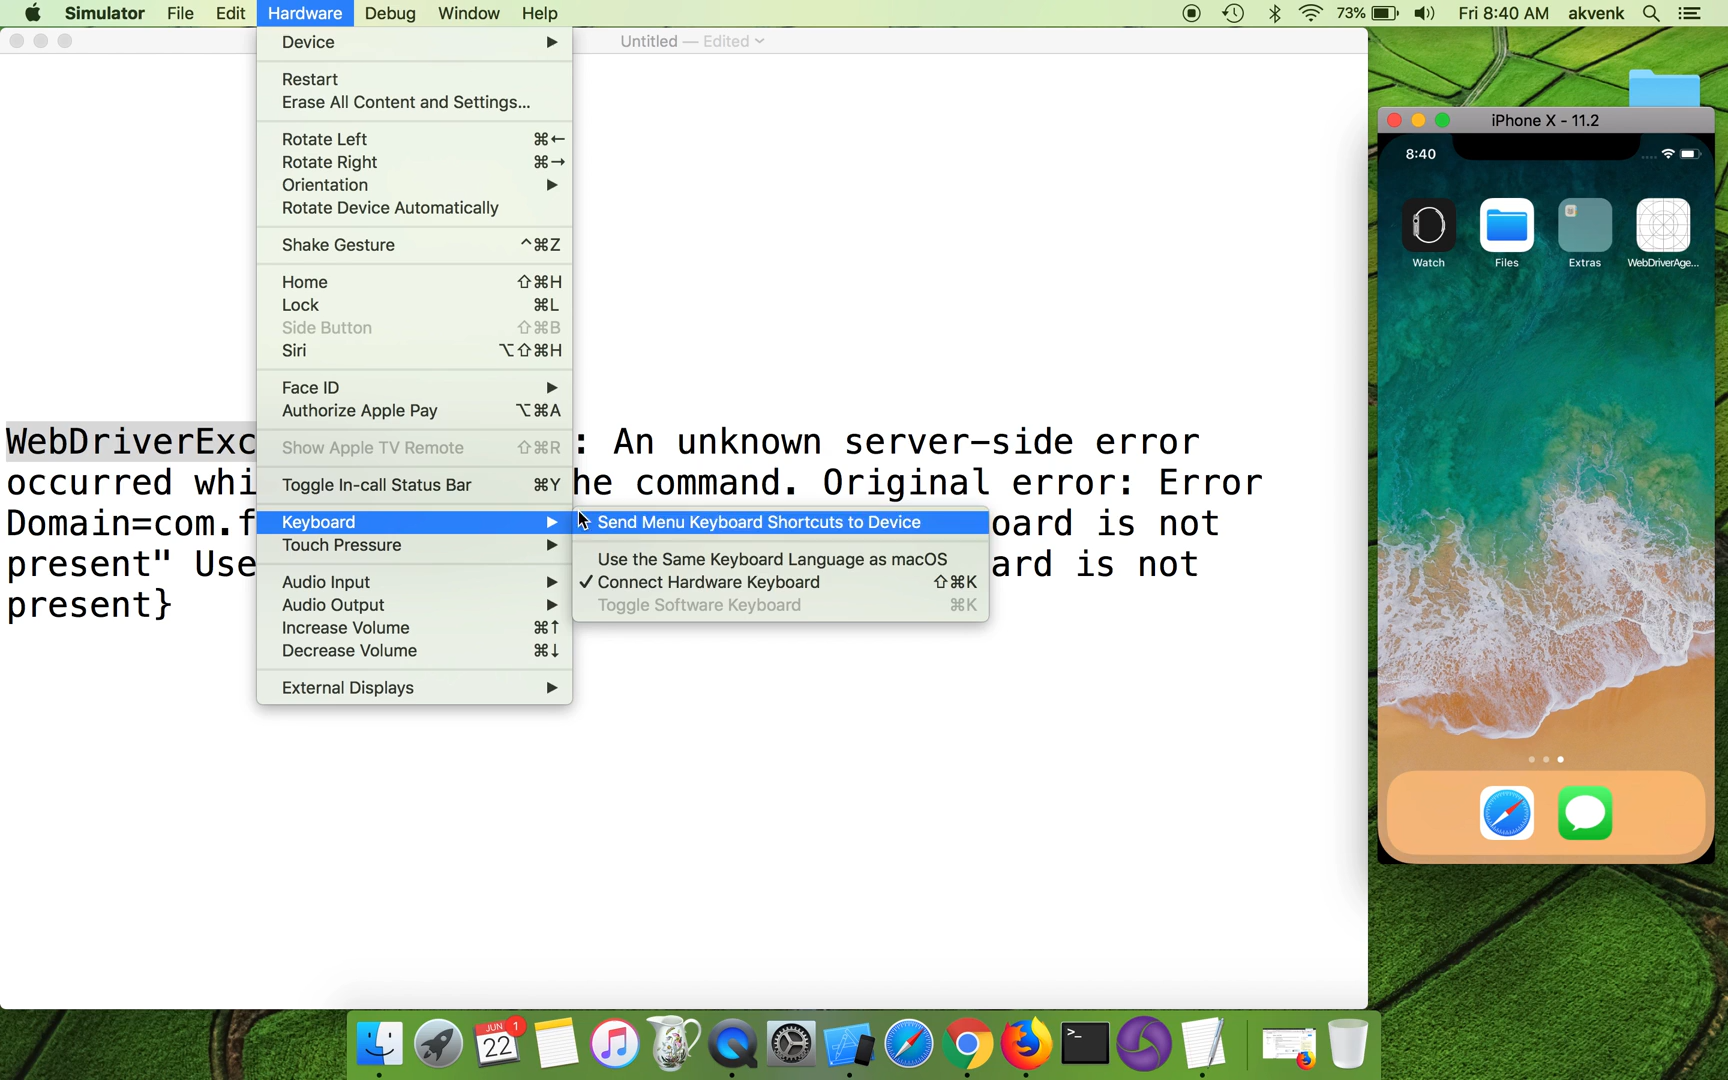 Simulator File Edit Hardware Debug Window Help 73% Fri 8:40 AM akvenk
Untitled — Edited
Device
Restart
Erase All Content and Settings...
Rotate Left ⌘←
Rotate Right ⌘→
Orientation
Rotate Device Automatically
Shake Gesture ^⌘Z
Home ⇧⌘H
Lock ⌘L
Side Button ⇧⌘B
Siri ⌥⇧⌘H
Face ID
Authorize Apple Pay ⌥⌘A
Show Apple TV Remote ⇧⌘R
Toggle In-call Status Bar ⌘Y
Keyboard
Touch Pressure
Audio Input
Audio Output
Increase Volume ⌘↑
Decrease Volume ⌘↓
External Displays
Send Menu Keyboard Shortcuts to Device
Use the Same Keyboard Language as macOS
✓ Connect Hardware Keyboard ⇧⌘K
Toggle Software Keyboard ⌘K
WebDriverExc : An unknown server-side error
occurred whi he command. Original error: Error
Domain=com.f oard is not
present" Use ard is not
present}
iPhone X - 11.2
8:40
Watch Files Extras WebDriverAge...
JUN 1
22
>_